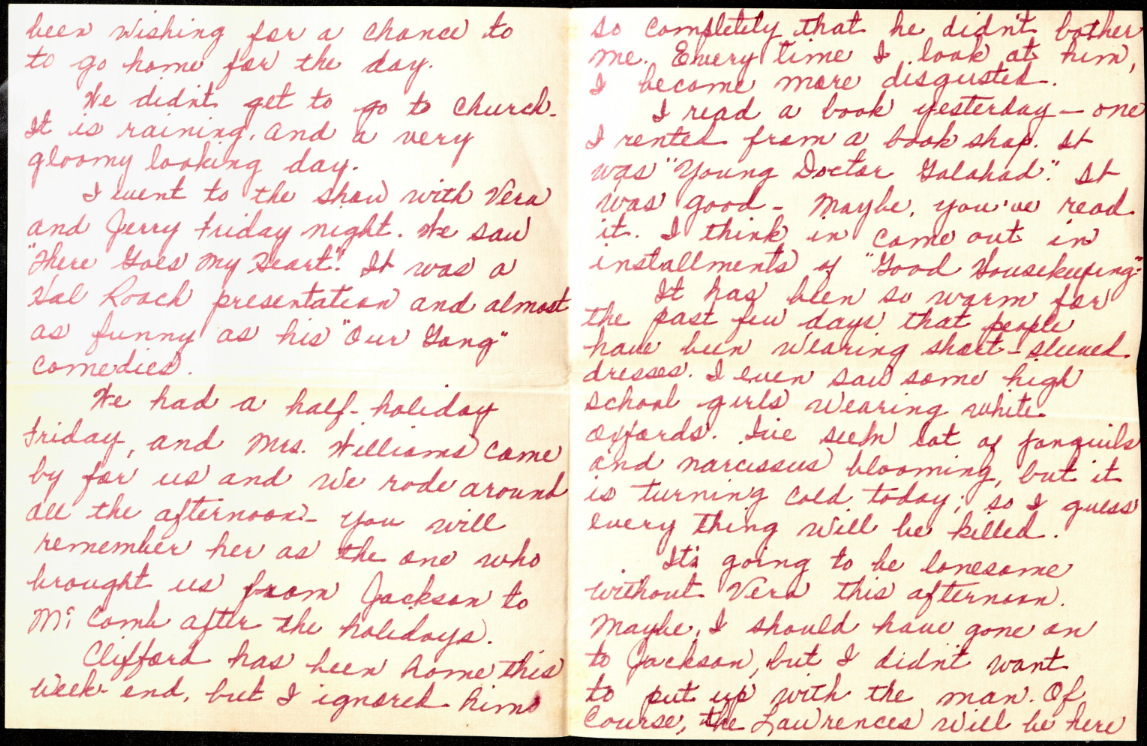 been wishing for a chance to
to go home for the day.
We didn't get to go to church.
It is raining, and a very
gloomy looking day.
I went to the show with Vera
and Jerry Friday night. We saw
"There Goes My Heart." It was a
Hal Roach presentation and almost
as funny as his "Our Gang"
comedies.
We had a half-holiday
Friday, and Mrs. Williams came
by for us and we rode around
all the afternoon. You will
remember her as the one who
brought us from Jackson to
Mc Comb after the holidays.
Clifford has been home this
week-end, but I ignored him
so completely that he didn't bother
me. Every time I look at him,
I become more disgusted.
I read a book yesterday - one
I rented from a book shop. It
was "Young Doctor Galahad." It
was good - Maybe, you've read
it. I think in came out in
installments of "Good Housekeeping"
It has been so warm for
the past few days that people
have been wearing short-sleeved
dresses. I even saw some high
school girls wearing white
oxfords. I've seen lot of jonquils
and narcissus blooming, but it
is turning cold today; so I guess
every thing will be killed.
It's going to be lonesome
without Vera this afternoon.
Maybe, I should have gone on
to Jackson, but I didn't want
to put up with the man. Of
course, the Lawrences will be here